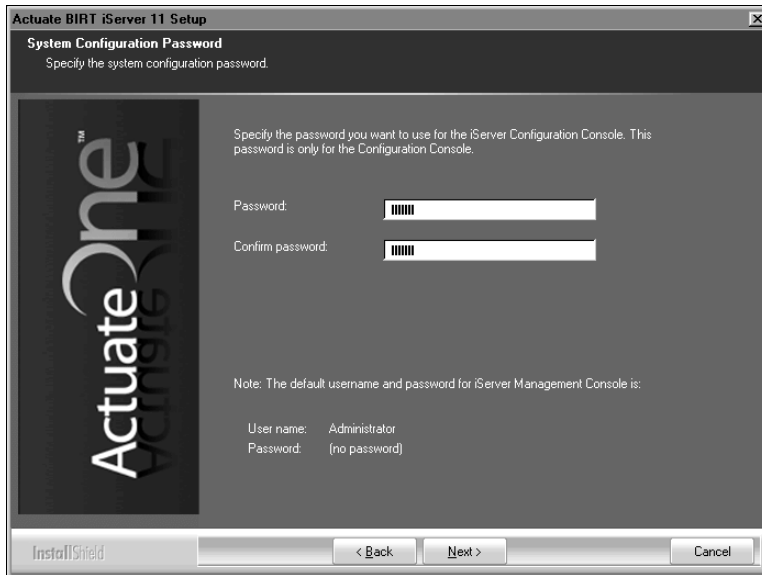 Actuate BIRT iServer 11 Setup
System Configuration Password
Specify the system configuration password.
ActuateOne™
Specify the password you want to use for the iServer Configuration Console. This
password is only for the Configuration Console.
Password:
Confirm password:
Note: The default username and password for iServer Management Console is:
User name: Administrator
Password: (no password)
InstallShield
< Back
Next >
Cancel